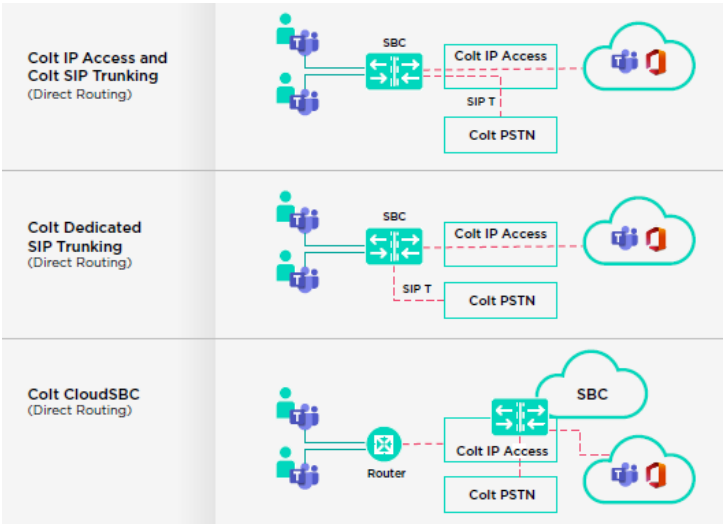 Colt IP Access and
Colt SIP Trunking
(Direct Routing)
SBC
Colt IP Access
SIP T
Colt PSTN
Colt Dedicated
SIP Trunking
(Direct Routing)
SBC
Colt IP Access
SIP T
Colt PSTN
Colt CloudSBC
(Direct Routing)
SBC
Router
Colt IP Access
Colt PSTN